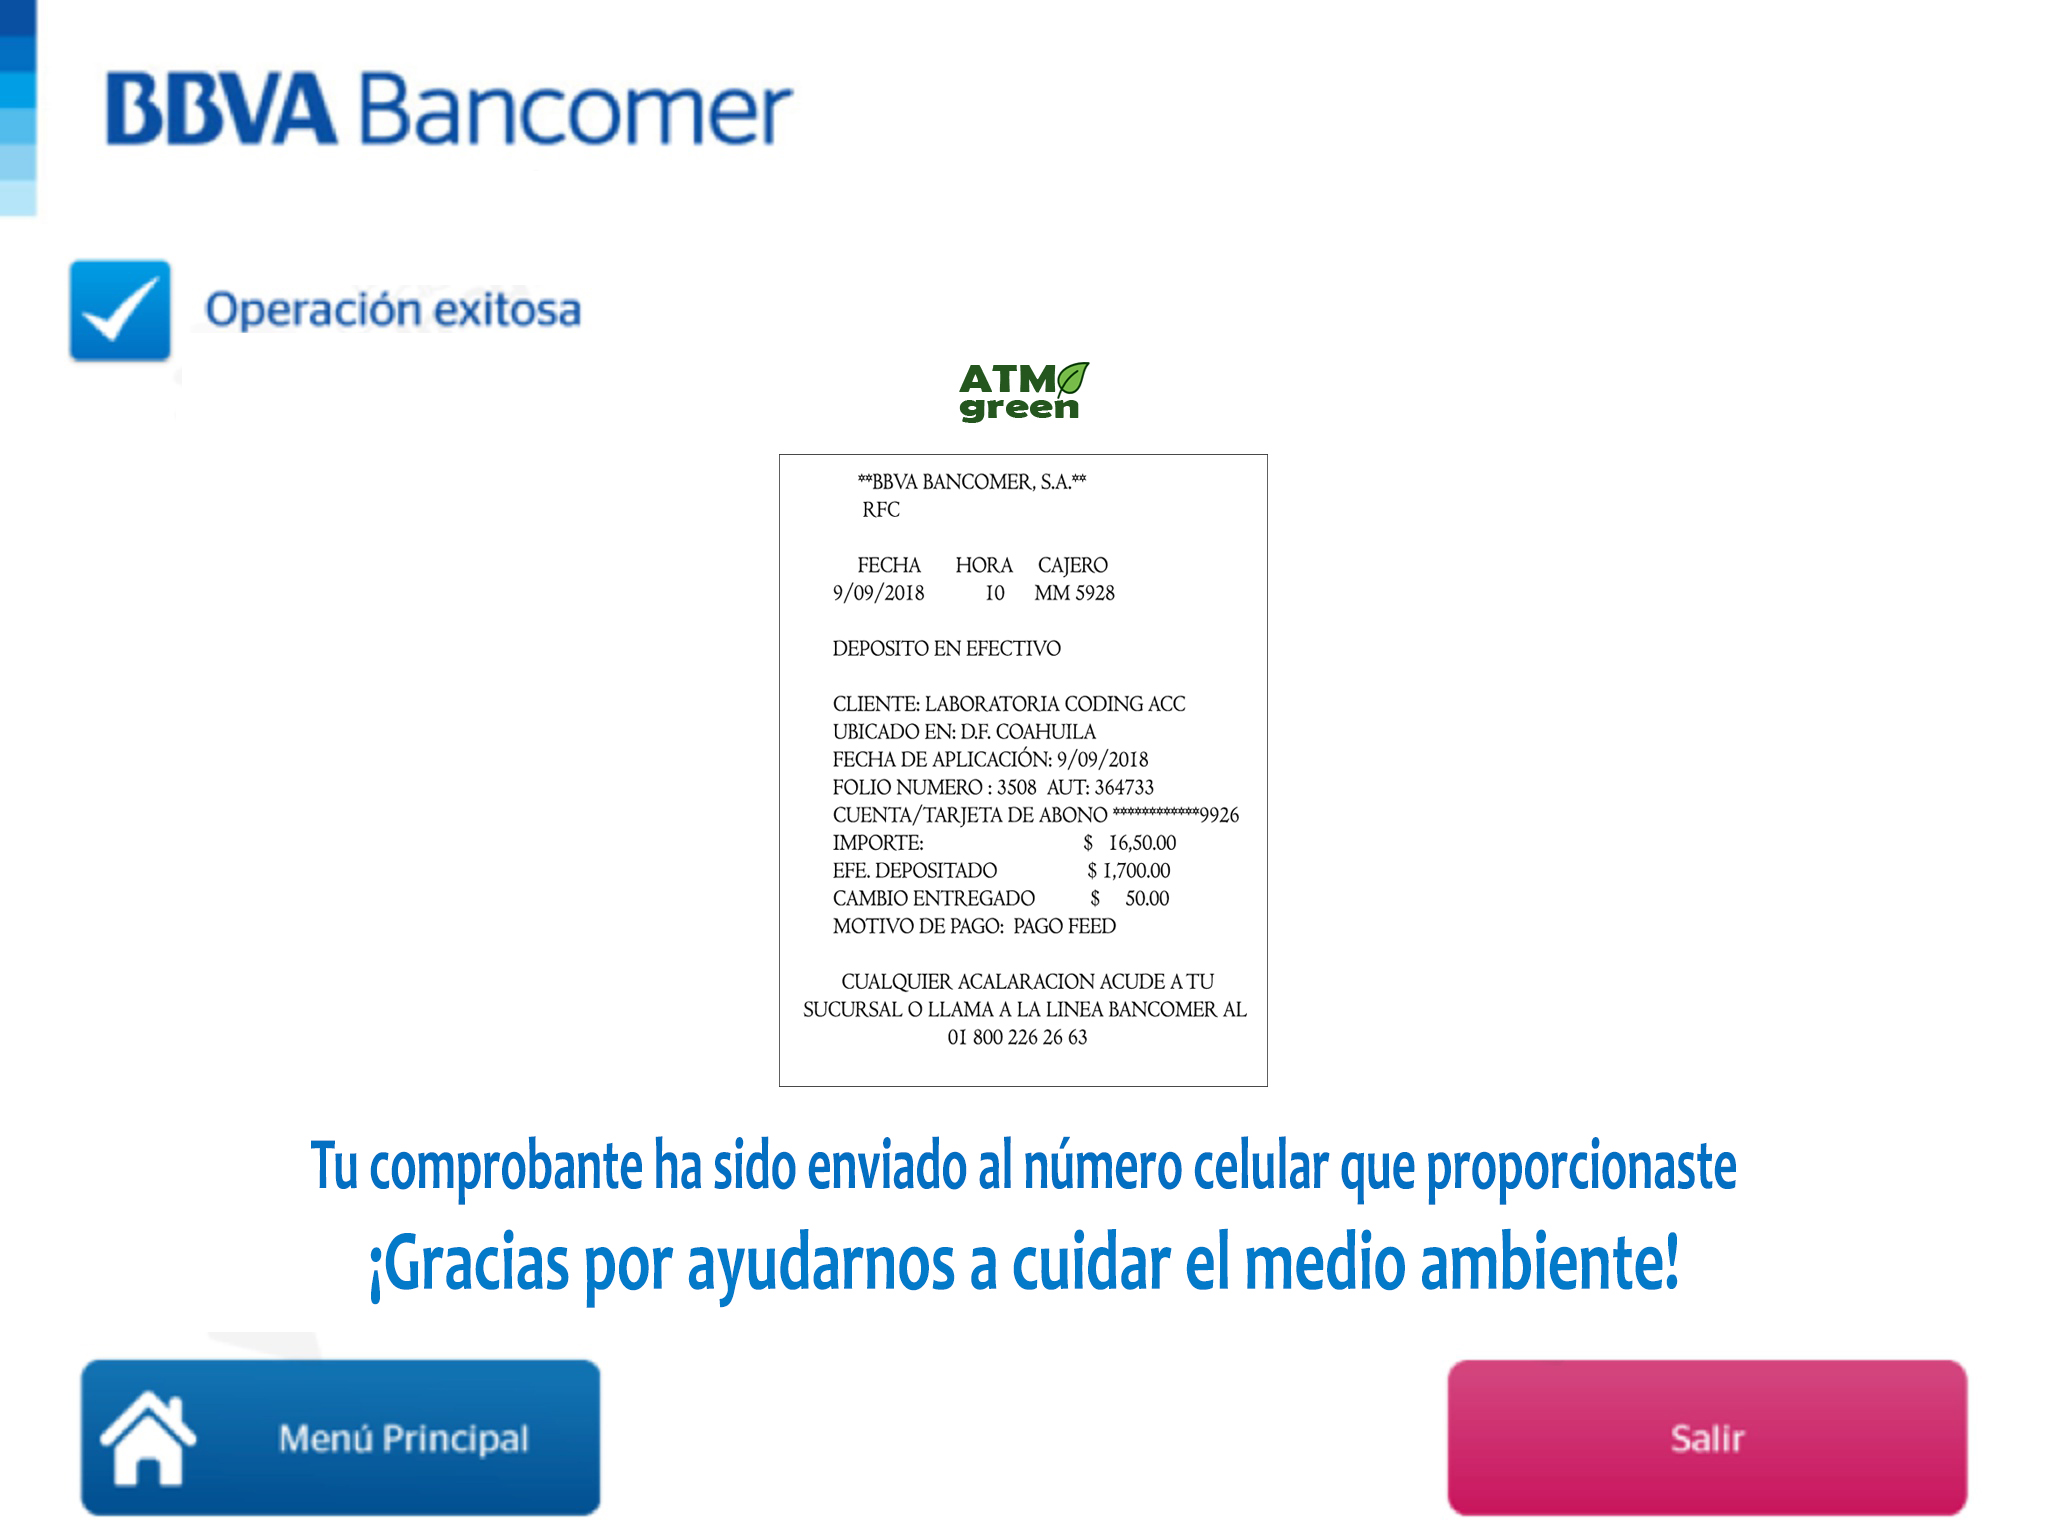 BBVA Bancomer
Operación exitosa
ATM
green
**BBVA BANCOMER, S.A.**
RFC
FECHA HORA CAJERO
9/09/2018 10 MM 5928
DEPOSITO EN EFECTIVO
CLIENTE: LABORATORIA CODING ACC
UBICADO EN: D.F. COAHUILA
FECHA DE APLICACIÓN: 9/09/2018
FOLIO NUMERO : 3508 AUT: 364733
CUENTA/TARJETA DE ABONO ************9926
IMPORTE: $ 16,50.00
EFE. DEPOSITADO $ 1,700.00
CAMBIO ENTREGADO $ 50.00
MOTIVO DE PAGO: PAGO FEED
CUALQUIER ACALARACION ACUDE A TU
SUCURSAL O LLAMA A LA LINEA BANCOMER AL
01 800 226 26 63
Tu comprobante ha sido enviado al número celular que proporcionaste
¡Gracias por ayudarnos a cuidar el medio ambiente!
Menú Principal
Salir